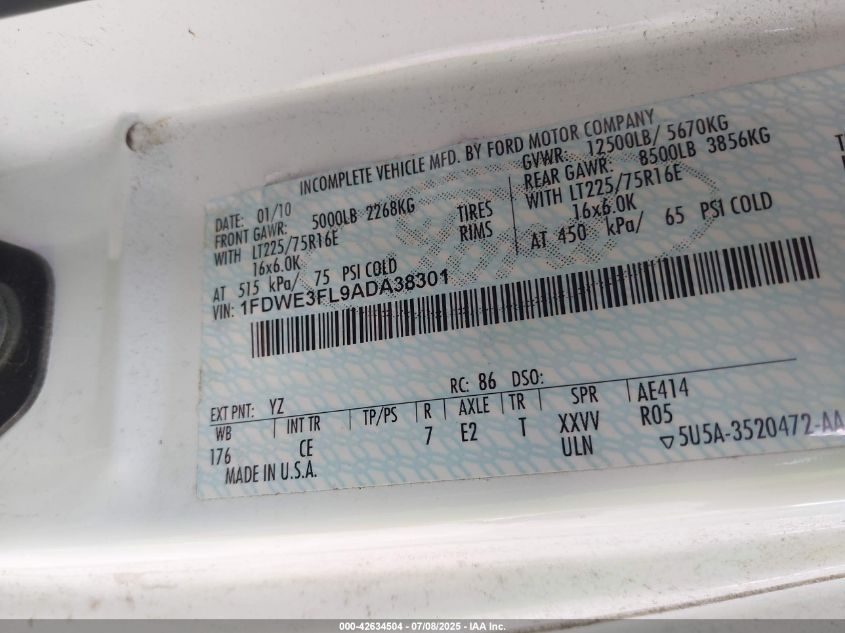 INCOMPLETE VEHICLE MFD. BY FORD MOTOR COMPANY
DATE: 01/10 GVWR: 12500LB/ 5670KG
FRONT GAWR: 5000LB 2268KG REAR GAWR: 8500LB 3856KG
WITH LT225/75R16E TIRES WITH LT225/75R16E
16x6.0K RIMS 16x6.0K
AT 515 kPa/ 75 PSI COLD AT 450 kPa/ 65 PSI COLD
VIN: 1FDWE3FL9ADA38301
EXT PNT: YZ RC: 86 DSO:
WB INT TR TP/PS R AXLE TR SPR AE414
176 CE 7 E2 T XXVV R05
ULN ▽5U5A-3520472-AA
MADE IN U.S.A.
000-42634504 - 07/08/2025 - IAA Inc.